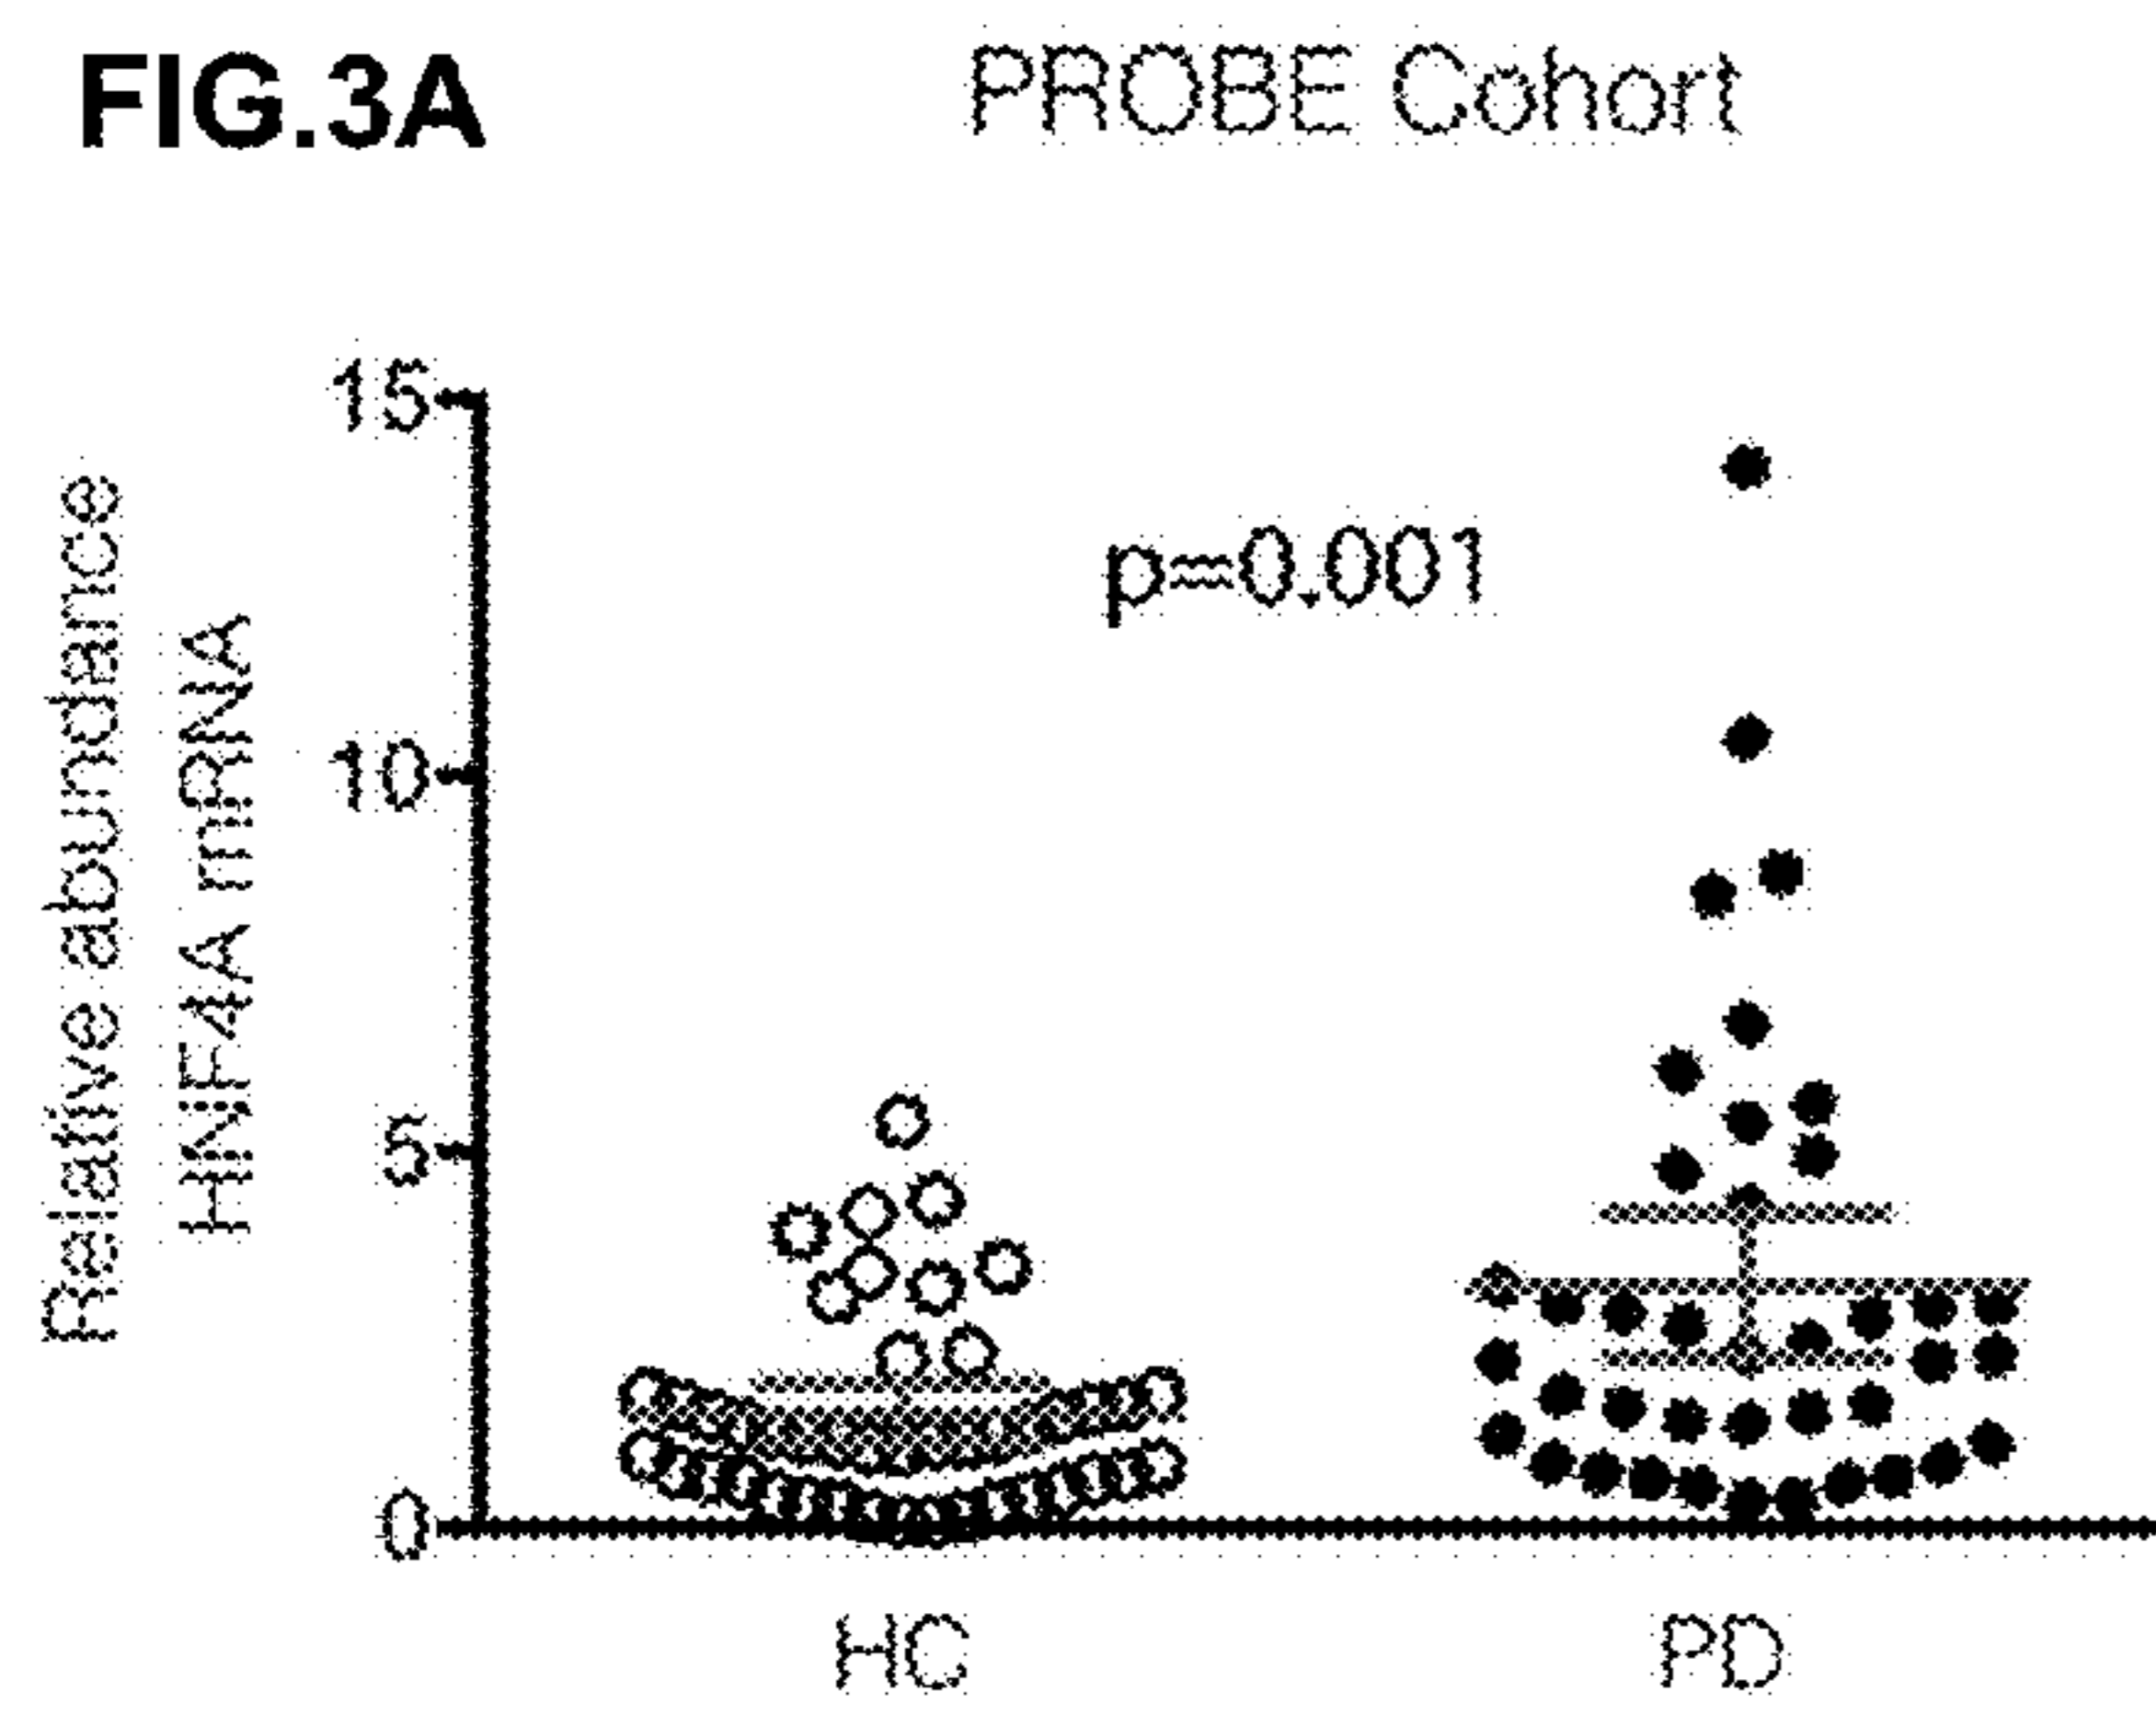 FIG.3A
PROBE Cohort
Relative abundance
HNF4A mRNA
15
10
5
0
p=0.001
HC
PD